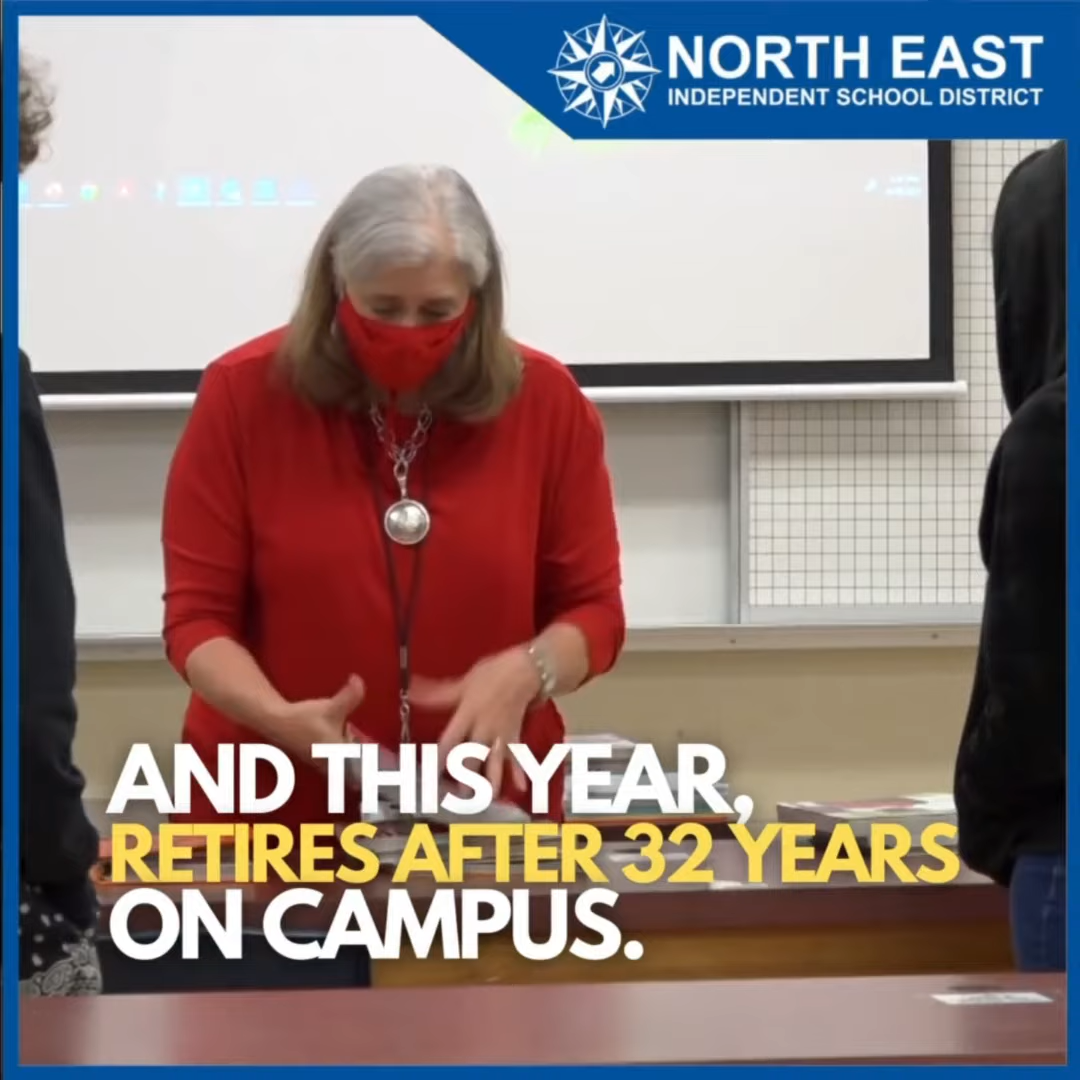 NORTH EAST
INDEPENDENT SCHOOL DISTRICT
AND THIS YEAR,
RETIRES AFTER 32 YEARS
ON CAMPUS.